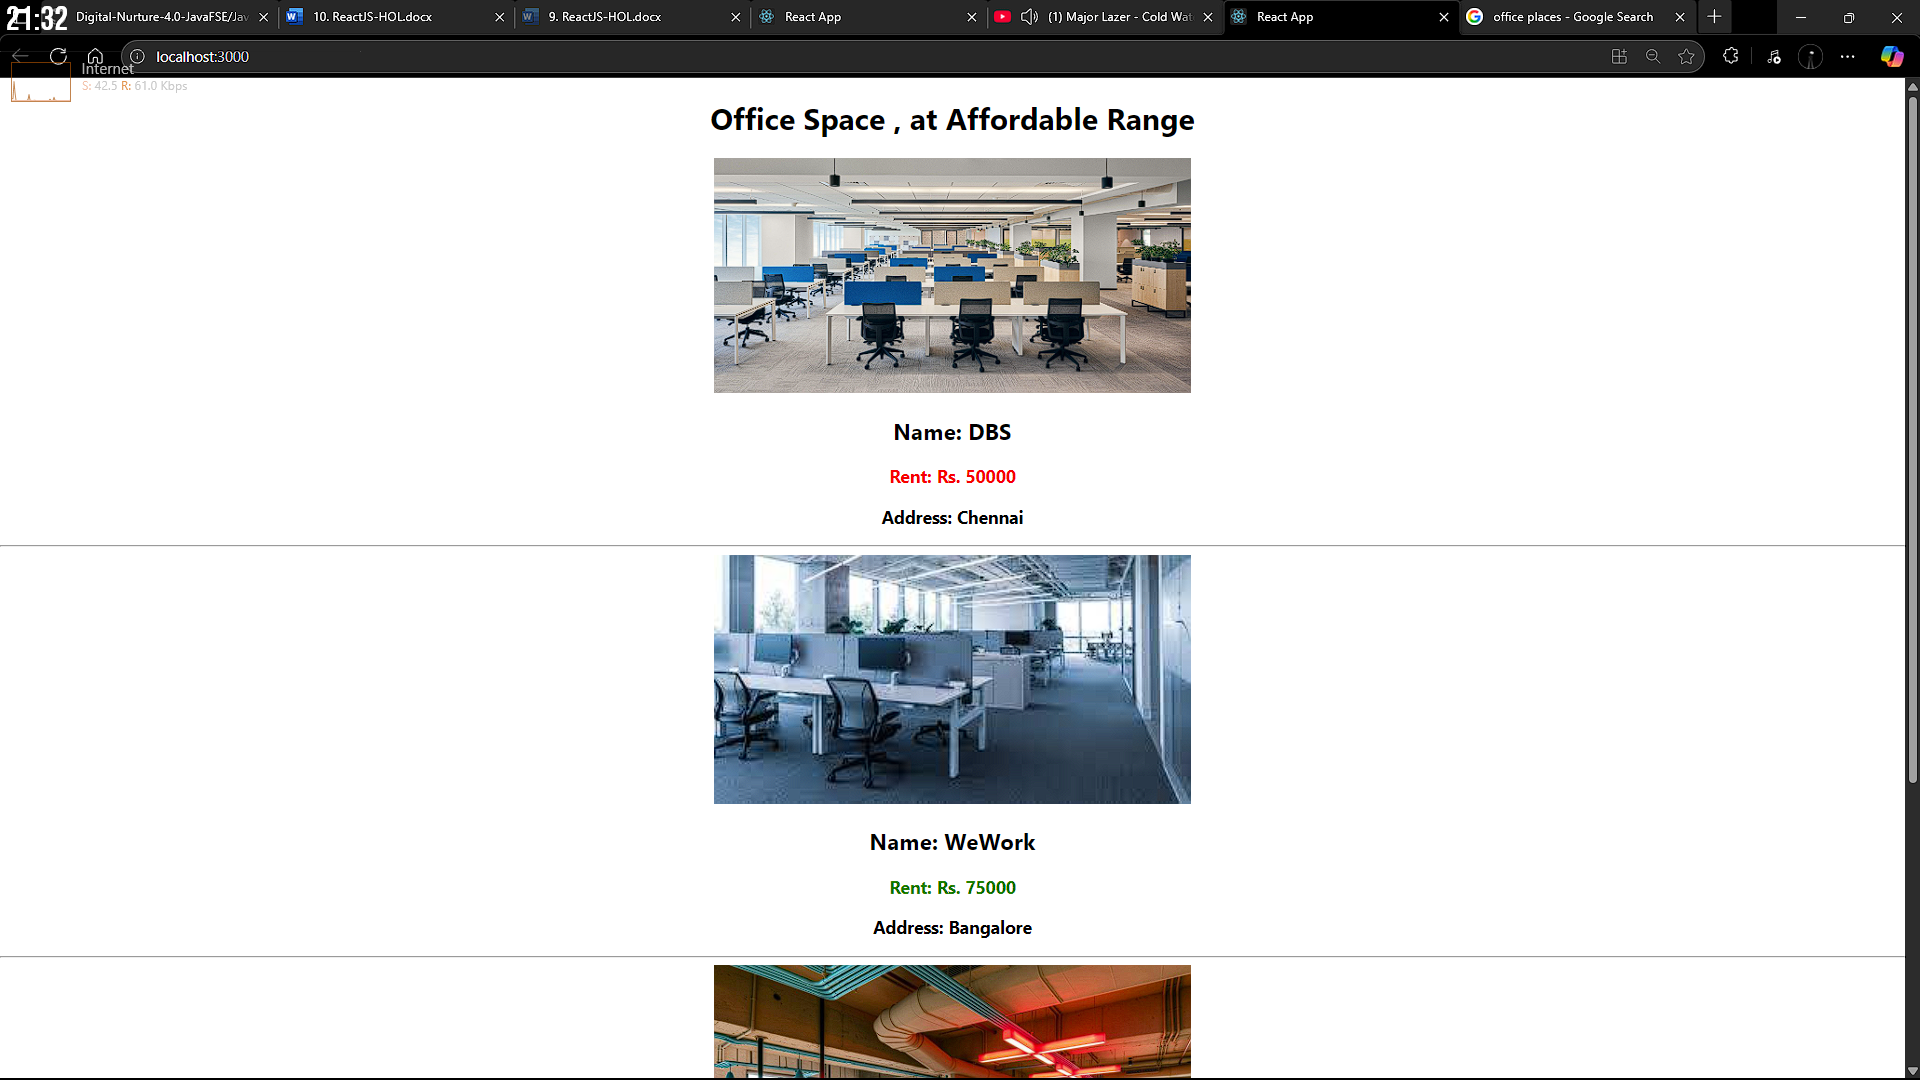 21:32
Digital-Nurture-4.0-JavaFSE/Jav
10. ReactJS-HOL.docx
9. ReactJS-HOL.docx
React App
(1) Major Lazer - Cold Wat
React App
office places - Google Search
localhost:3000
Internet
S: 42.5 R: 61.0 Kbps
Office Space , at Affordable Range
Name: DBS
Rent: Rs. 50000
Address: Chennai
Name: WeWork
Rent: Rs. 75000
Address: Bangalore